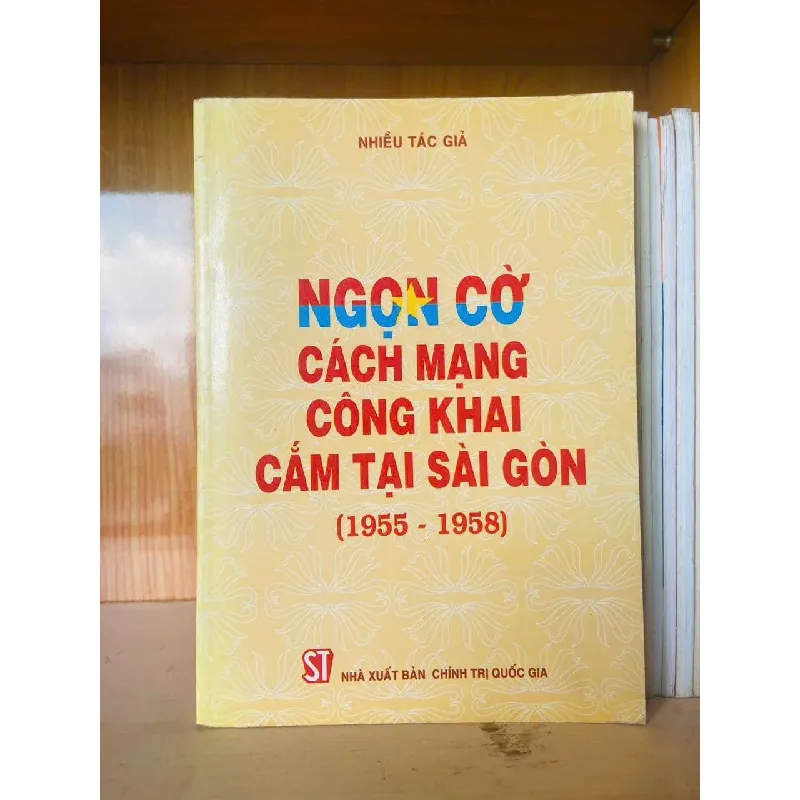 NHIỀU TÁC GIẢ
NGỌN CỜ
CÁCH MẠNG
CÔNG KHAI
CẮM TẠI SÀI GÒN
(1955 - 1958)
ST
NHÀ XUẤT BẢN CHÍNH TRỊ QUỐC GIA